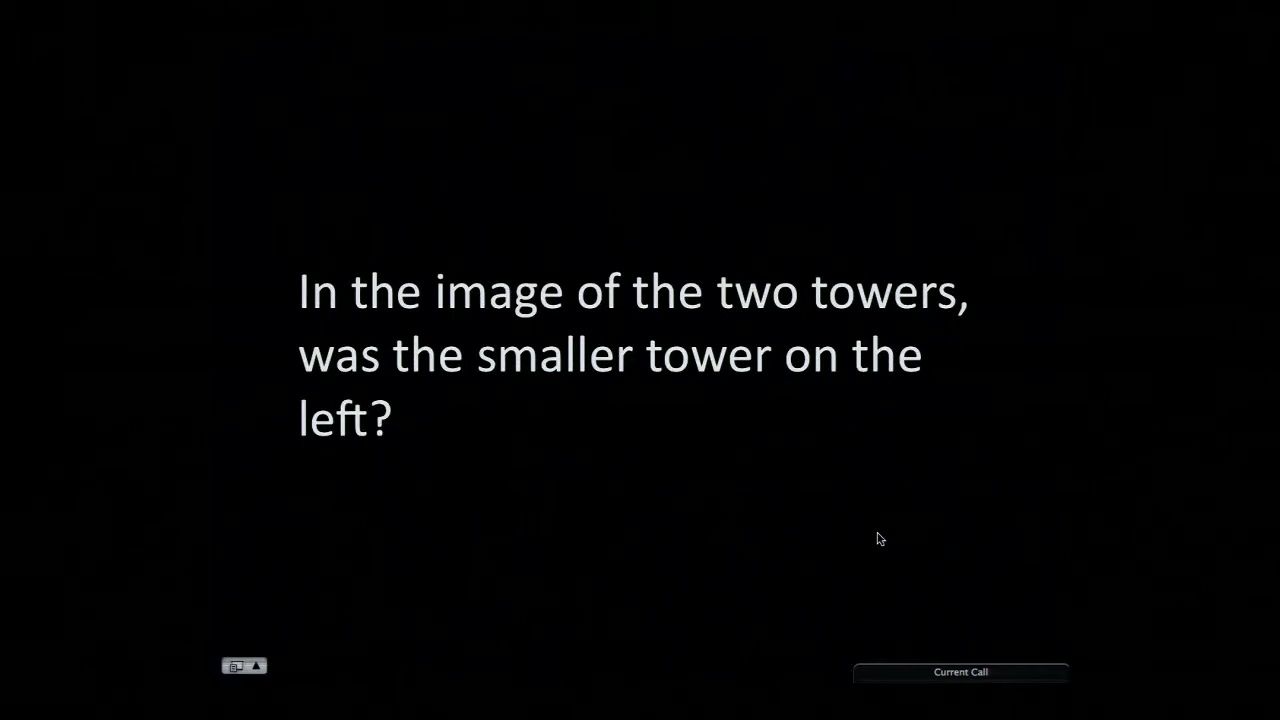 In the image of the two towers,
was the smaller tower on the
left?
Current Call